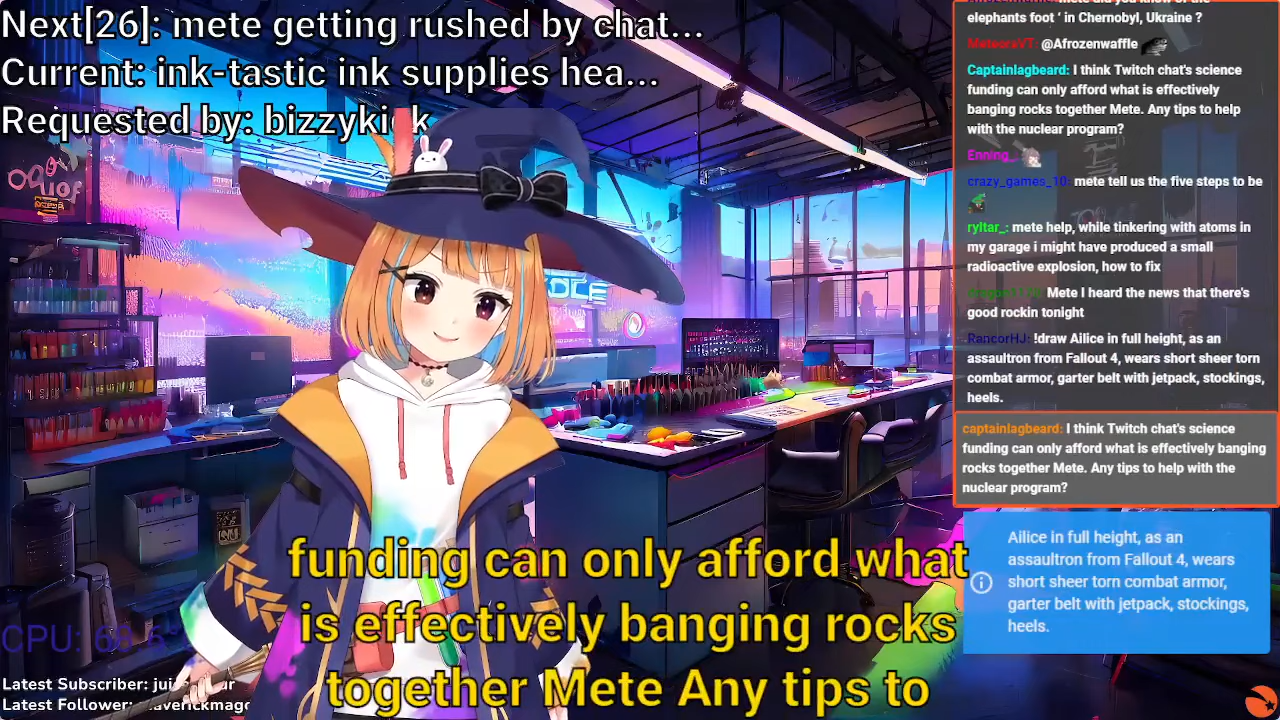 Next[26]: mete getting rushed by chat...
Current: ink-tastic ink supplies hea...
Requested by: bizzykick
elephants foot ' in Chernobyl, Ukraine ?
MeteoraVT: @Afrozenwaffle
Captainlagbeard: I think Twitch chat's science
funding can only afford what is effectively
banging rocks together Mete. Any tips to help
with the nuclear program?
Enning_:
crazy_games_10: mete tell us the five steps to be
ryltar_: mete help, while tinkering with atoms in
my garage i might have produced a small
radioactive explosion, how to fix
Mete I heard the news that there's
good rockin tonight
RancorHJ: !draw Ailice in full height, as an
assaultron from Fallout 4, wears short sheer torn
combat armor, garter belt with jetpack, stockings,
heels.
captainlagbeard: I think Twitch chat's science
funding can only afford what is effectively banging
rocks together Mete. Any tips to help with the
nuclear program?
Ailice in full height, as an
assaultron from Fallout 4, wears
short sheer torn combat armor,
garter belt with jetpack, stockings,
heels.
funding can only afford what
is effectively banging rocks
together Mete Any tips to
CPU:
Latest Subscriber:
Latest Follower: